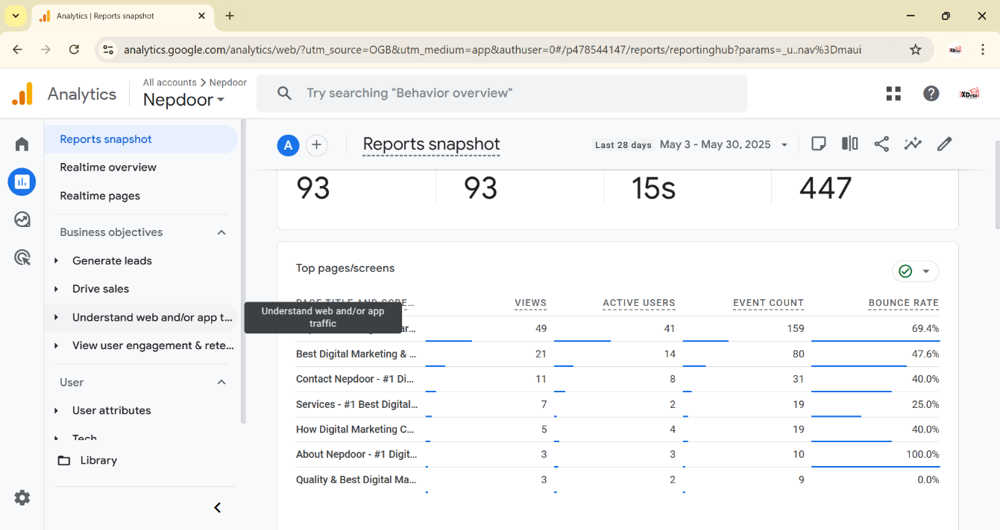 Analytics | Reports snapshot
analytics.google.com/analytics/web/?utm_source=OGB&utm_medium=app&authuser=0#/p478544147/reports/reportinghub?params=_u..nav%3Dmaui
Analytics
All accounts > Nepdoor
Nepdoor
Try searching "Behavior overview"
Reports snapshot
Realtime overview
Realtime pages
Business objectives
Generate leads
Drive sales
Understand web and/or app t...
View user engagement & rete...
User
User attributes
Tech
Library
A
Reports snapshot
Last 28 days May 3 - May 30, 2025
93 93 15s 447
Top pages/screens
PAGE TITLE AND SCRE... VIEWS ACTIVE USERS EVENT COUNT BOUNCE RATE
Understand web and/or app
traffic
49 41 159 69.4%
Best Digital Marketing & ... 21 14 80 47.6%
Contact Nepdoor - #1 Di... 11 8 31 40.0%
Services - #1 Best Digital... 7 2 19 25.0%
How Digital Marketing C... 5 4 19 40.0%
About Nepdoor - #1 Digit... 3 3 10 100.0%
Quality & Best Digital Ma... 3 2 9 0.0%